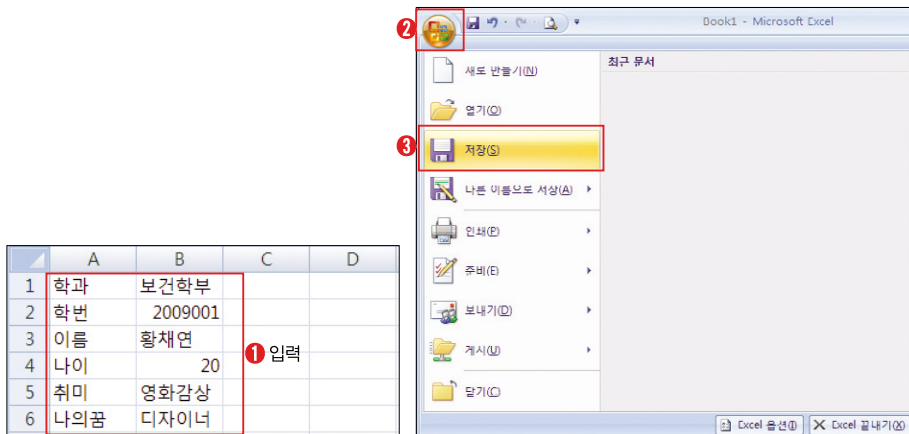 ❷
Book1 - Microsoft Excel
새로 만들기(N)
최근 문서
열기(O)
❸
저장(S)
다른 이름으로 저장(A)
인쇄(P)
준비(E)
보내기(D)
게시(U)
닫기(C)
Excel 옵션(I)
X Excel 끝내기(X)
A B C D
1 학과 보건학부
2 학번 2009001
3 이름 황채연
❶ 입력
4 나이 20
5 취미 영화감상
6 나의꿈 디자이너